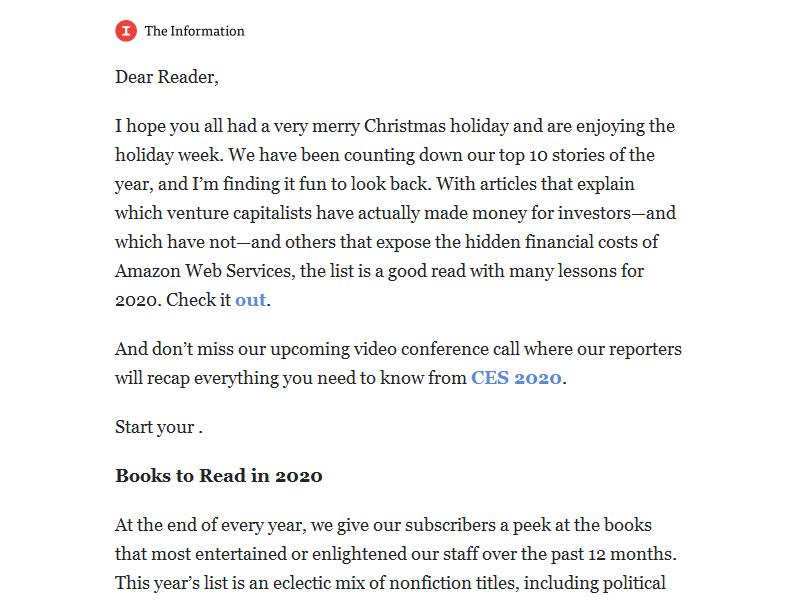 The Information
Dear Reader,
I hope you all had a very merry Christmas holiday and are enjoying the
holiday week. We have been counting down our top 10 stories of the
year, and I’m finding it fun to look back. With articles that explain
which venture capitalists have actually made money for investors—and
which have not—and others that expose the hidden financial costs of
Amazon Web Services, the list is a good read with many lessons for
2020. Check it out.
And don’t miss our upcoming video conference call where our reporters
will recap everything you need to know from CES 2020.
Start your .
Books to Read in 2020
At the end of every year, we give our subscribers a peek at the books
that most entertained or enlightened our staff over the past 12 months.
This year’s list is an eclectic mix of nonfiction titles, including political